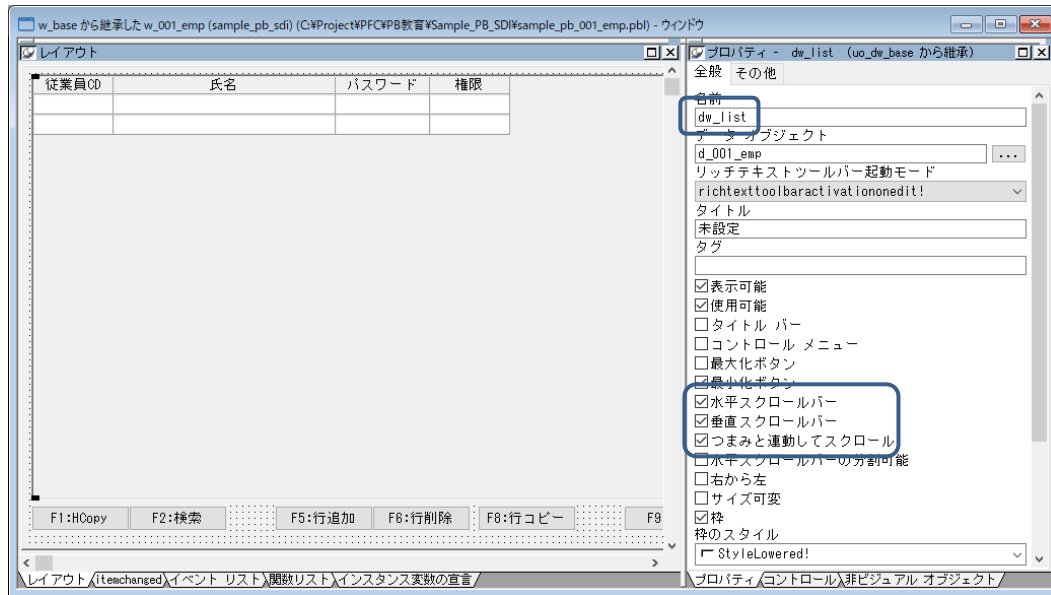 w_base から継承した w_001_emp (sample_pb_sdi) (C:¥Project¥PFC¥PB教育¥Sample_PB_SDI¥sample_pb_001_emp.pbl) - ウィンドウ
レイアウト
従業員CD 氏名 パスワード 権限
F1:HCopy F2:検索 F5:行追加 F6:行削除 F8:行コピー F9
レイアウト itemchanged イベント リスト 関数リスト インスタンス変数の宣言
プロパティ - dw_list (uo_dw_base から継承)
全般 その他
名前
dw_list
データ オブジェクト
d_001_emp ...
リッチテキストツールバー起動モード
richtexttoolbaractivationonedit!
タイトル
未設定
タグ
表示可能
使用可能
タイトル バー
コントロール メニュー
最大化ボタン
最小化ボタン
水平スクロールバー
垂直スクロールバー
つまみと連動してスクロール
水平スクロールバーの分割可能
右から左
サイズ可変
枠
枠のスタイル
StyleLowered!
プロパティ コントロール 非ビジュアル オブジェクト